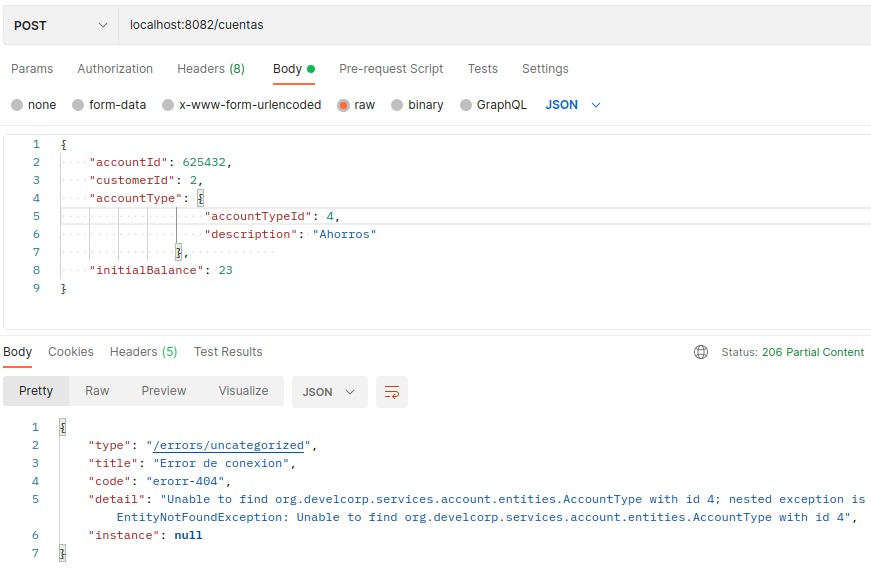 POST localhost:8082/cuentas
Params Authorization Headers (8) Body Pre-request Script Tests Settings
none form-data x-www-form-urlencoded raw binary GraphQL JSON
1 {
2 "accountId": 625432,
3 "customerId": 2,
4 "accountType": {
5 "accountTypeId": 4,
6 "description": "Ahorros"
7 },
8 "initialBalance": 23
9 }
Body Cookies Headers (5) Test Results Status: 206 Partial Content
Pretty Raw Preview Visualize JSON
1 {
2 "type": "/errors/uncategorized",
3 "title": "Error de conexion",
4 "code": "erorr-404",
5 "detail": "Unable to find org.develcorp.services.account.entities.AccountType with id 4; nested exception is
EntityNotFoundException: Unable to find org.develcorp.services.account.entities.AccountType with id 4",
6 "instance": null
7 }